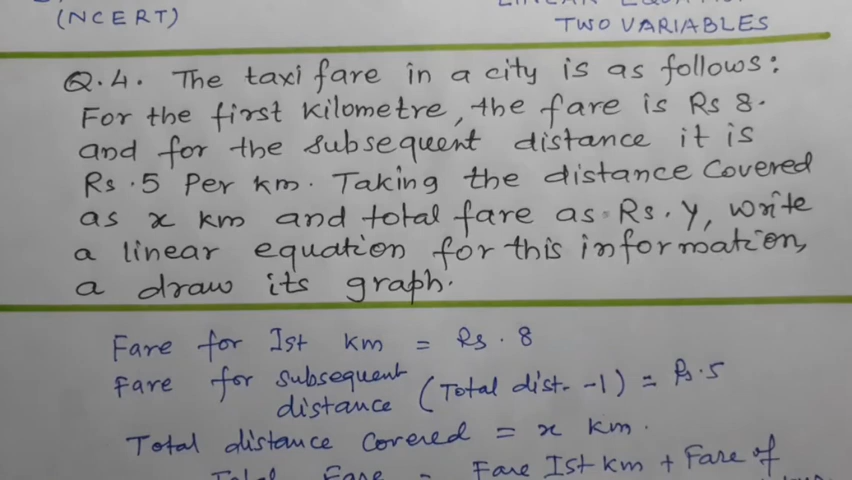 (NCERT)
TWO VARIABLES
Q.4. The taxi fare in a city is as follows:
For the first Kilometre, the fare is Rs 8.
and for the subsequent distance it is
Rs.5 Per km. Taking the distance Covered
as x km and total fare as Rs. y, write
a linear equation for this information,
a draw its graph.
Fare for Ist km = Rs. 8
Fare for subsequent
distance (Total dist. -1) = Rs.5
Total distance Covered = x km.
Total Fare = Fare Ist km + Fare of